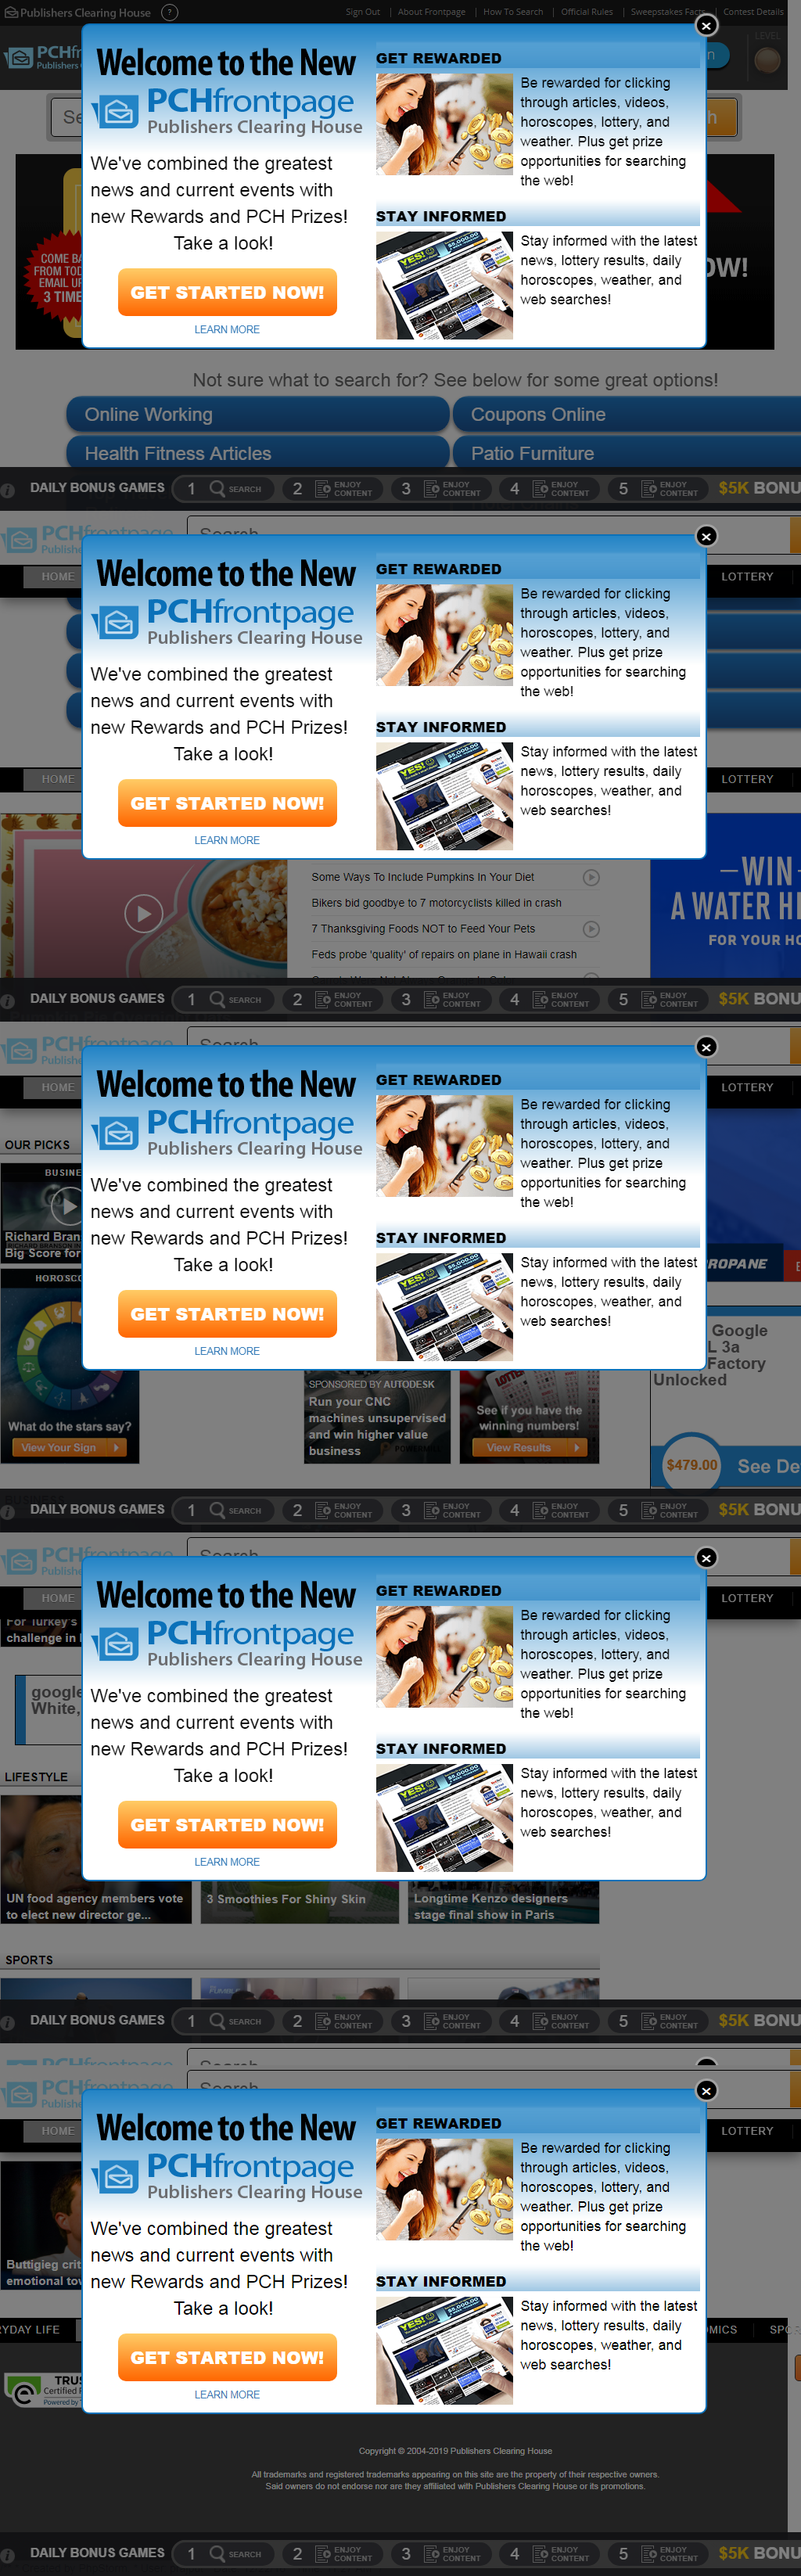 Publishers Clearing House ?
Sign Out | About Frontpage | How To Search | Official Rules | Sweepstakes Facts | Contest Details
LEVEL
Welcome to the New
PCHfrontpage
Publishers Clearing House
We've combined the greatest
news and current events with
new Rewards and PCH Prizes!
Take a look!
GET STARTED NOW!
LEARN MORE
GET REWARDED
Be rewarded for clicking
through articles, videos,
horoscopes, lottery, and
weather. Plus get prize
opportunities for searching
the web!
STAY INFORMED
Stay informed with the latest
news, lottery results, daily
horoscopes, weather, and
web searches!
COME BA
FROM TOD
EMAIL UP
3 TIME
OW!
Not sure what to search for? See below for some great options!
Online Working
Coupons Online
Health Fitness Articles
Patio Furniture
DAILY BONUS GAMES 1 SEARCH 2 ENJOY CONTENT 3 ENJOY CONTENT 4 ENJOY CONTENT 5 ENJOY CONTENT $5K BONU
PCHfrontpage
Search
HOME
LOTTERY
Welcome to the New
PCHfrontpage
Publishers Clearing House
We've combined the greatest
news and current events with
new Rewards and PCH Prizes!
Take a look!
GET STARTED NOW!
LEARN MORE
GET REWARDED
Be rewarded for clicking
through articles, videos,
horoscopes, lottery, and
weather. Plus get prize
opportunities for searching
the web!
STAY INFORMED
Stay informed with the latest
news, lottery results, daily
horoscopes, weather, and
web searches!
HOME
LOTTERY
Some Ways To Include Pumpkins In Your Diet
Bikers bid goodbye to 7 motorcyclists killed in crash
7 Thanksgiving Foods NOT to Feed Your Pets
Feds probe 'quality' of repairs on plane in Hawaii crash
WIN
A WATER HE
FOR YOUR HO
DAILY BONUS GAMES 1 SEARCH 2 ENJOY CONTENT 3 ENJOY CONTENT 4 ENJOY CONTENT 5 ENJOY CONTENT $5K BONU
Search
HOME
LOTTERY
Welcome to the New
PCHfrontpage
Publishers Clearing House
We've combined the greatest
news and current events with
new Rewards and PCH Prizes!
Take a look!
GET STARTED NOW!
LEARN MORE
GET REWARDED
Be rewarded for clicking
through articles, videos,
horoscopes, lottery, and
weather. Plus get prize
opportunities for searching
the web!
STAY INFORMED
Stay informed with the latest
news, lottery results, daily
horoscopes, weather, and
web searches!
OUR PICKS
BUSINE
Richard Bran
Big Score for
HOROSC
What do the stars say?
View Your Sign
SPONSORED BY AUTODESK
Run your CNC
machines unsupervised
and win higher value
business
See if you have the
winning numbers!
View Results
ROPANE
Google
L 3a
Factory
Unlocked
$479.00
See De
DAILY BONUS GAMES 1 SEARCH 2 ENJOY CONTENT 3 ENJOY CONTENT 4 ENJOY CONTENT 5 ENJOY CONTENT $5K BONU
PCHfrontpage
Search
HOME
LOTTERY
Welcome to the New
PCHfrontpage
Publishers Clearing House
We've combined the greatest
news and current events with
new Rewards and PCH Prizes!
Take a look!
GET STARTED NOW!
LEARN MORE
GET REWARDED
Be rewarded for clicking
through articles, videos,
horoscopes, lottery, and
weather. Plus get prize
opportunities for searching
the web!
STAY INFORMED
Stay informed with the latest
news, lottery results, daily
horoscopes, weather, and
web searches!
For Turkey's
challenge in
google
White,
LIFESTYLE
UN food agency members vote
to elect new director ge...
3 Smoothies For Shiny Skin
Longtime Kenzo designers
stage final show in Paris
SPORTS
DAILY BONUS GAMES 1 SEARCH 2 ENJOY CONTENT 3 ENJOY CONTENT 4 ENJOY CONTENT 5 ENJOY CONTENT $5K BONU
Search
HOME
LOTTERY
Welcome to the New
PCHfrontpage
Publishers Clearing House
We've combined the greatest
news and current events with
new Rewards and PCH Prizes!
Take a look!
GET STARTED NOW!
LEARN MORE
GET REWARDED
Be rewarded for clicking
through articles, videos,
horoscopes, lottery, and
weather. Plus get prize
opportunities for searching
the web!
STAY INFORMED
Stay informed with the latest
news, lottery results, daily
horoscopes, weather, and
web searches!
Buttigieg crit
emotional tow
RYDAY LIFE
OMICS
SPO
TRUS
Certified
Powered by
Copyright © 2004-2019 Publishers Clearing House
All trademarks and registered trademarks appearing on this site are the property of their respective owners.
Said owners do not endorse nor are they affiliated with Publishers Clearing House or its promotions.
DAILY BONUS GAMES 1 SEARCH 2 ENJOY CONTENT 3 ENJOY CONTENT 4 ENJOY CONTENT 5 ENJOY CONTENT $5K BONU